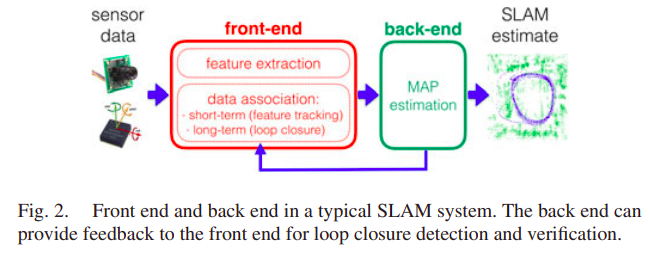 sensor
data
front-end
feature extraction
data association:
· short-term (feature tracking)
· long-term (loop closure)
back-end
MAP
estimation
SLAM
estimate
Fig. 2. Front end and back end in a typical SLAM system. The back end can
provide feedback to the front end for loop closure detection and verification.